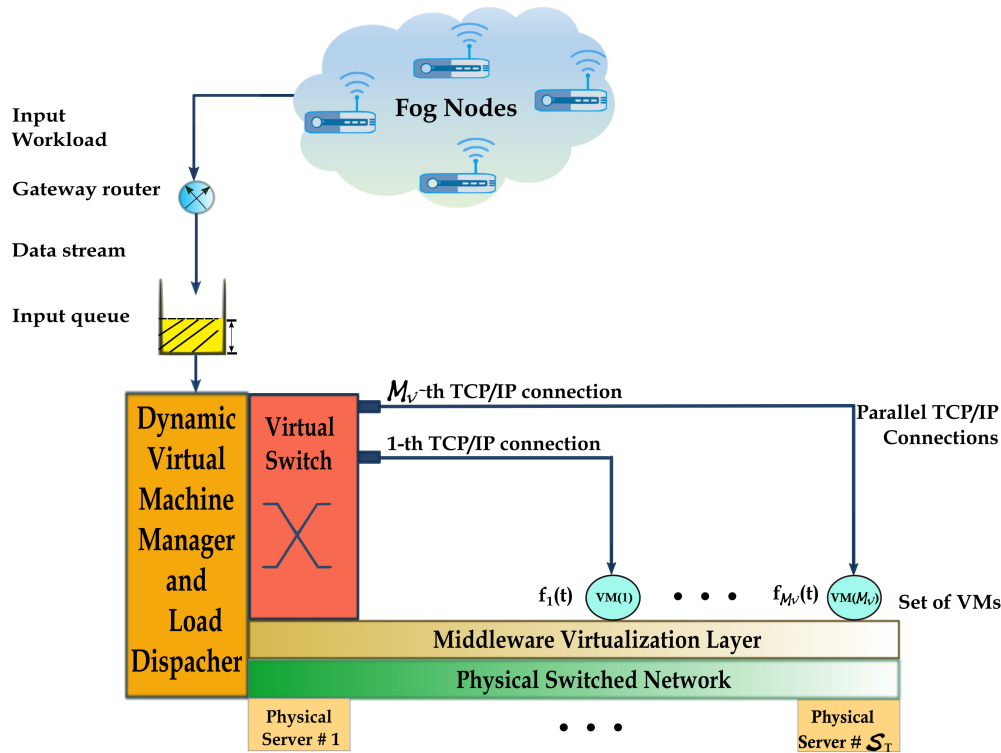 Fog Nodes
Input
Workload
Gateway router
Data stream
Input queue
Dynamic
Virtual
Machine
Manager
and
Load
Dispacher
Virtual
Switch
ℳᵥ-th TCP/IP connection
1-th TCP/IP connection
Parallel TCP/IP
Connections
f₁(t)
VM(1)
• • •
f_ℳᵥ(t)
VM(ℳᵥ)
Set of VMs
Middleware Virtualization Layer
Physical Switched Network
Physical
Server # 1
• • •
Physical
Server # 𝓢_T